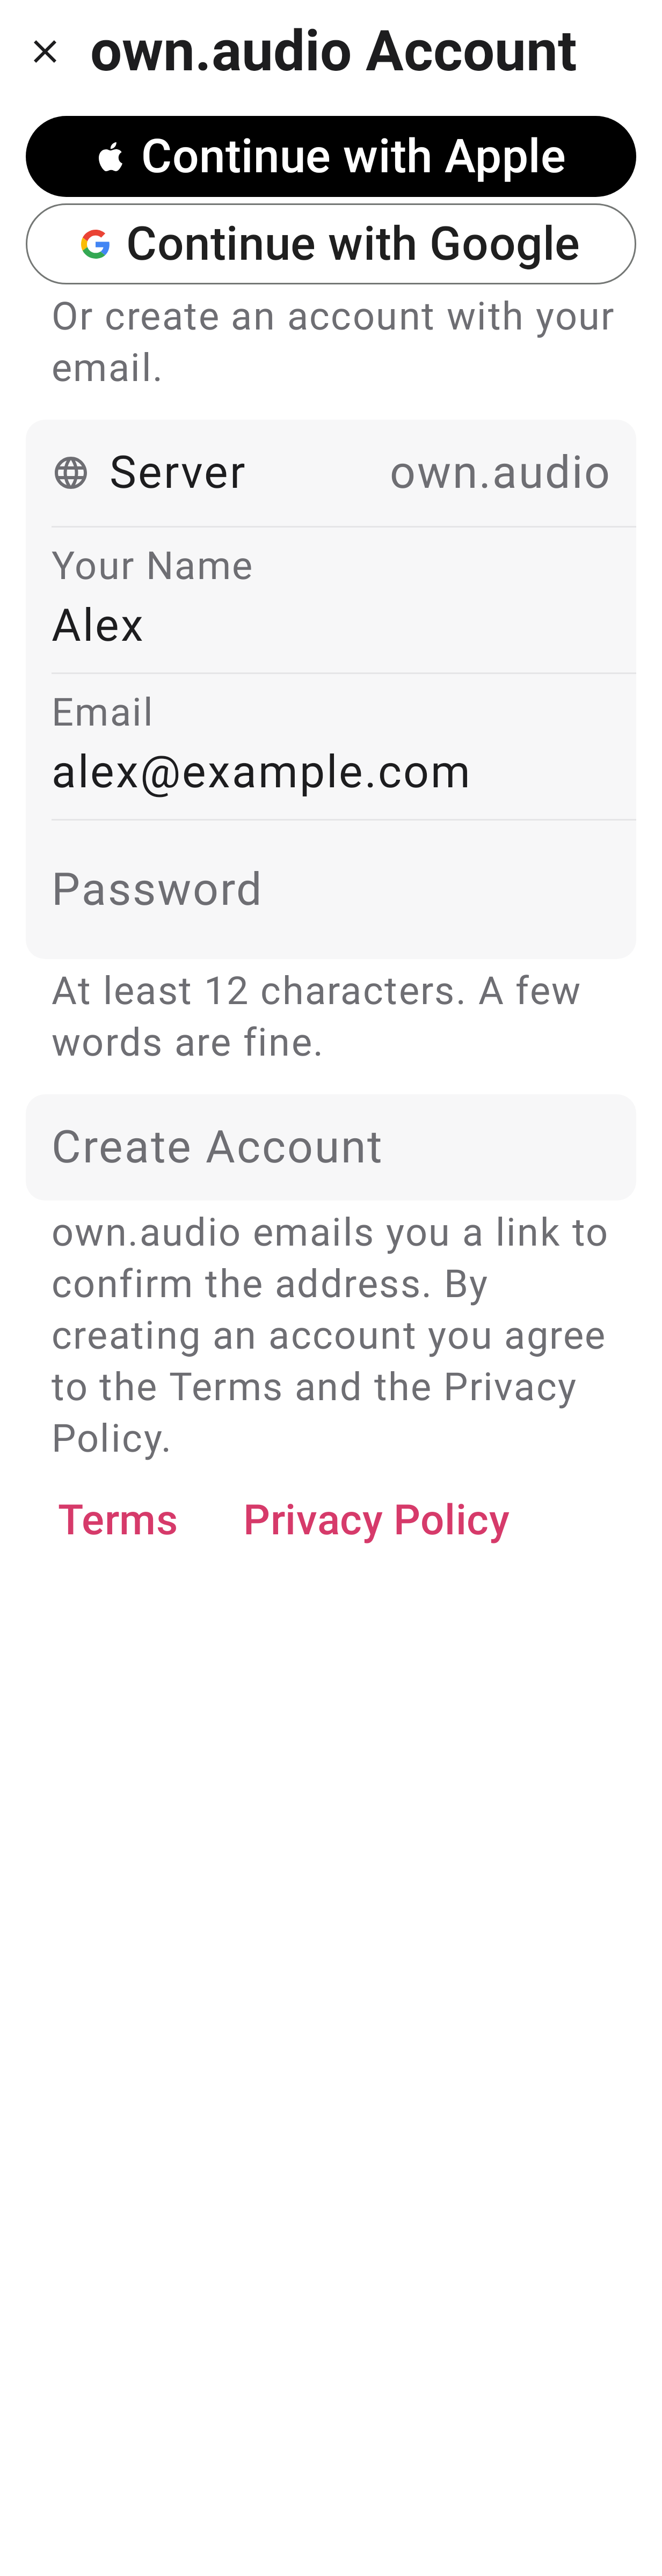 own.audio Account
Continue with Apple
Continue with Google
Or create an account with your
email.
Server own.audio
Your Name
Alex
Email
alex@example.com
Password
At least 12 characters. A few
words are fine.
Create Account
own.audio emails you a link to
confirm the address. By
creating an account you agree
to the Terms and the Privacy
Policy.
Terms Privacy Policy